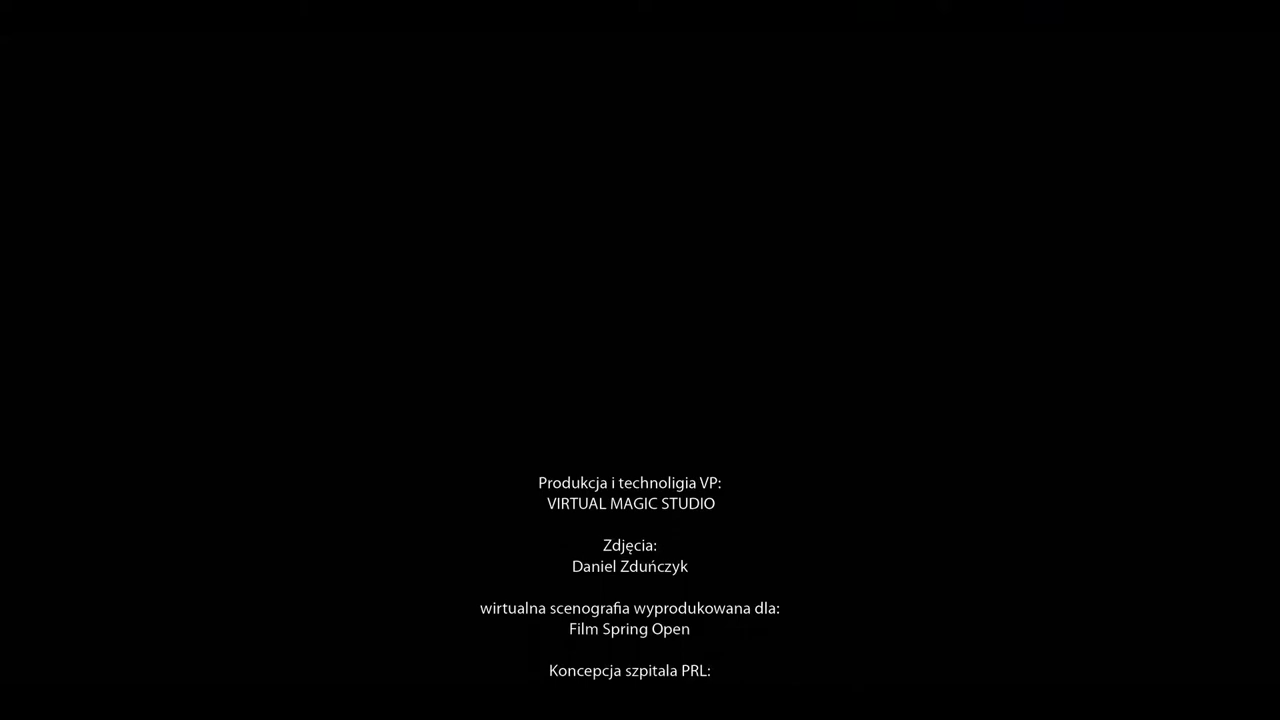 Produkcja i technoligia VP:
VIRTUAL MAGIC STUDIO
Zdjęcia:
Daniel Zduńczyk
wirtualna scenografia wyprodukowana dla:
Film Spring Open
Koncepcja szpitala PRL: